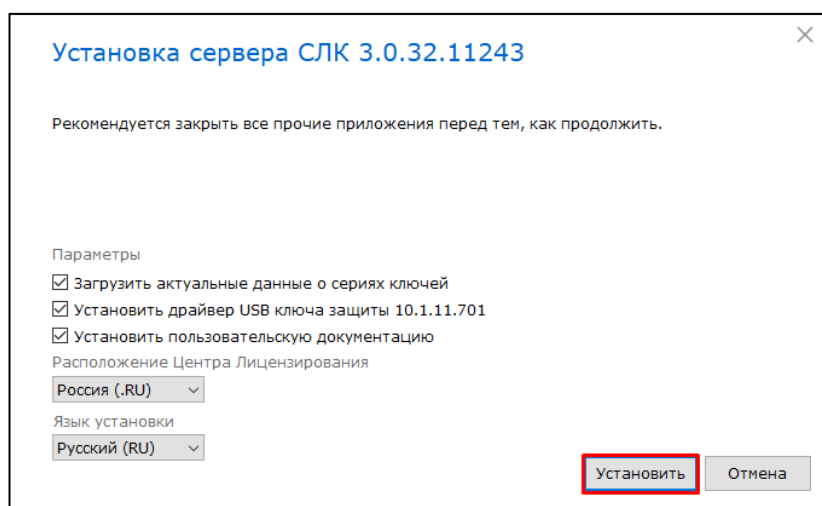 Установка сервера СЛК 3.0.32.11243
Рекомендуется закрыть все прочие приложения перед тем, как продолжить.
Параметры
Загрузить актуальные данные о сериях ключей
Установить драйвер USB ключа защиты 10.1.11.701
Установить пользовательскую документацию
Расположение Центра Лицензирования
Россия (.RU)
Язык установки
Русский (RU)
Установить Отмена